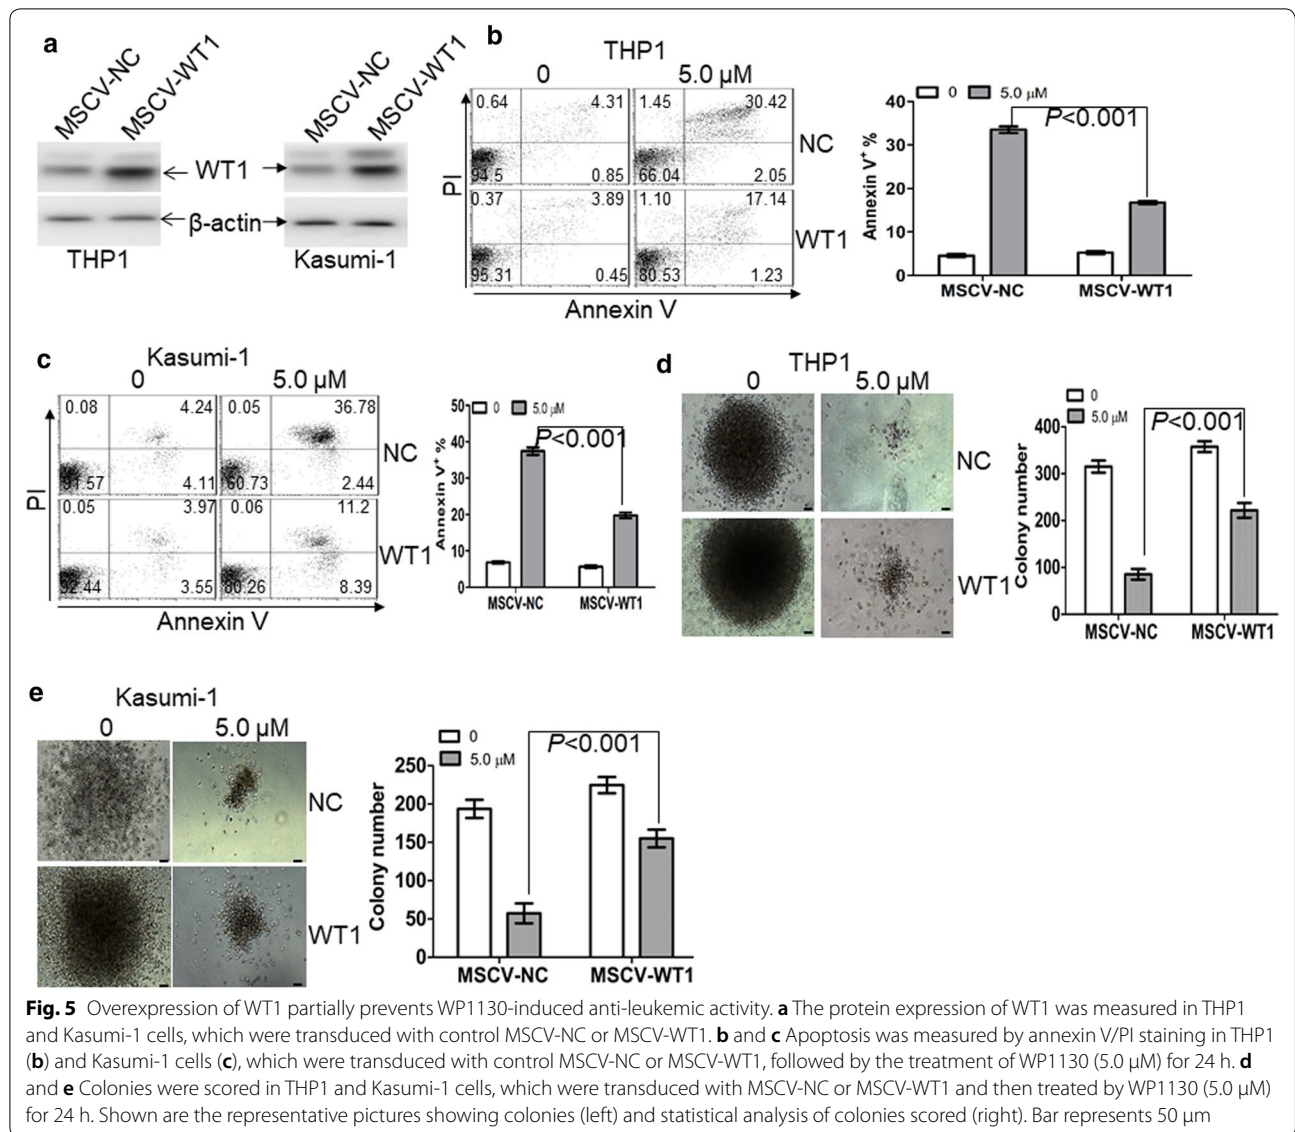 a
MSCV-NC
MSCV-WT1
MSCV-NC
MSCV-WT1
WT1
β-actin
THP1
Kasumi-1
b
THP1
0
5.0 µM
0.64
4.31
1.45
30.42
NC
94.5
0.85
66.04
2.05
0.37
3.89
1.10
17.14
WT1
95.31
0.45
80.53
1.23
PI
Annexin V
0
5.0 µM
P<0.001
Annexin V⁺ %
40
30
20
10
0
MSCV-NC
MSCV-WT1
c
Kasumi-1
0
5.0 µM
0.08
4.24
0.05
36.78
NC
91.57
4.11
60.73
2.44
0.05
3.97
0.06
11.2
WT1
92.44
3.55
80.26
8.39
PI
Annexin V
0
5.0 µM
P<0.001
Annexin V⁺ %
50
40
30
20
10
0
MSCV-NC
MSCV-WT1
d
THP1
0
5.0 µM
NC
WT1
0
5.0 µM
P<0.001
Colony number
400
300
200
100
0
MSCV-NC
MSCV-WT1
e
Kasumi-1
0
5.0 µM
NC
WT1
0
5.0 µM
P<0.001
Colony number
250
200
150
100
50
0
MSCV-NC
MSCV-WT1
Fig. 5 Overexpression of WT1 partially prevents WP1130-induced anti-leukemic activity. a The protein expression of WT1 was measured in THP1
and Kasumi-1 cells, which were transduced with control MSCV-NC or MSCV-WT1. b and c Apoptosis was measured by annexin V/PI staining in THP1
(b) and Kasumi-1 cells (c), which were transduced with control MSCV-NC or MSCV-WT1, followed by the treatment of WP1130 (5.0 µM) for 24 h. d
and e Colonies were scored in THP1 and Kasumi-1 cells, which were transduced with MSCV-NC or MSCV-WT1 and then treated by WP1130 (5.0 µM)
for 24 h. Shown are the representative pictures showing colonies (left) and statistical analysis of colonies scored (right). Bar represents 50 µm